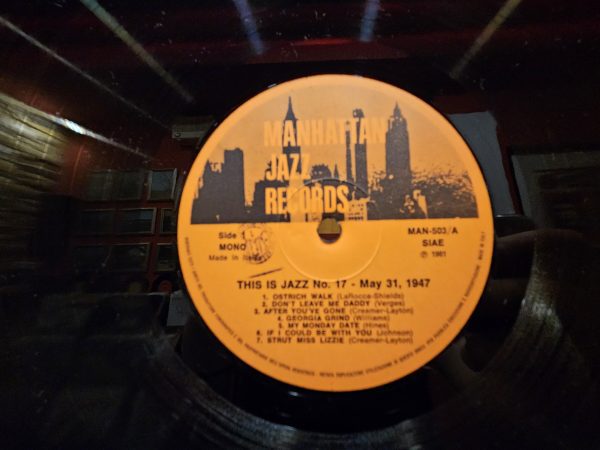 MANHATTAN
JAZZ
RECORDS
Side 1
MONO
Made in Italy
MAN-503/A
SIAE
℗ 1981
THIS IS JAZZ No. 17 - May 31, 1947
1. OSTRICH WALK (LaRocca-Shields)
2. DON'T LEAVE ME DADDY (Verges)
3. AFTER YOU'VE GONE (Creamer-Layton)
4. GEORGIA GRIND (Williams)
5. MY MONDAY DATE (Hines)
6. IF I COULD BE WITH YOU (Johnson)
7. STRUT MISS LIZZIE (Creamer-Layton)